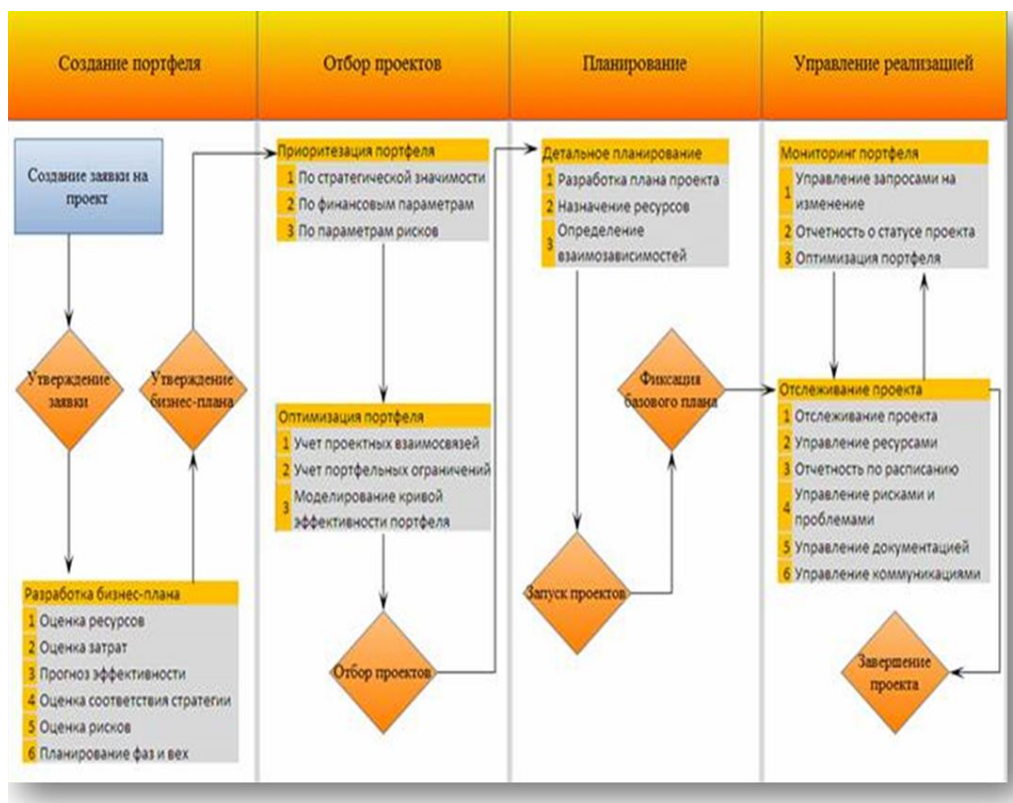 Создание портфеля
Отбор проектов
Планирование
Управление реализацией
Создание заявки на
проект
Утверждение
заявки
Утверждение
бизнес-плана
Разработка бизнес-плана
1 Оценка ресурсов
2 Оценка затрат
3 Прогноз эффективности
4 Оценка соответствия стратегии
5 Оценка рисков
6 Планирование фаз и вех
Приоритезация портфеля
1 По стратегической значимости
2 По финансовым параметрам
3 По параметрам рисков
Оптимизация портфеля
1 Учет проектных взаимосвязей
2 Учет портфельных ограничений
3 Моделирование кривой
эффективности портфеля
Отбор проектов
Детальное планирование
1 Разработка плана проекта
2 Назначение ресурсов
3 Определение
взаимозависимостей
Запуск проектов
Фиксация
базового плана
Мониторинг портфеля
1 Управление запросами на
изменение
2 Отчетность о статусе проекта
3 Оптимизация портфеля
Отслеживание проекта
1 Отслеживание проекта
2 Управление ресурсами
3 Отчетность по расписанию
4 Управление рисками и
проблемами
5 Управление документацией
6 Управление коммуникациями
Завершение
проекта